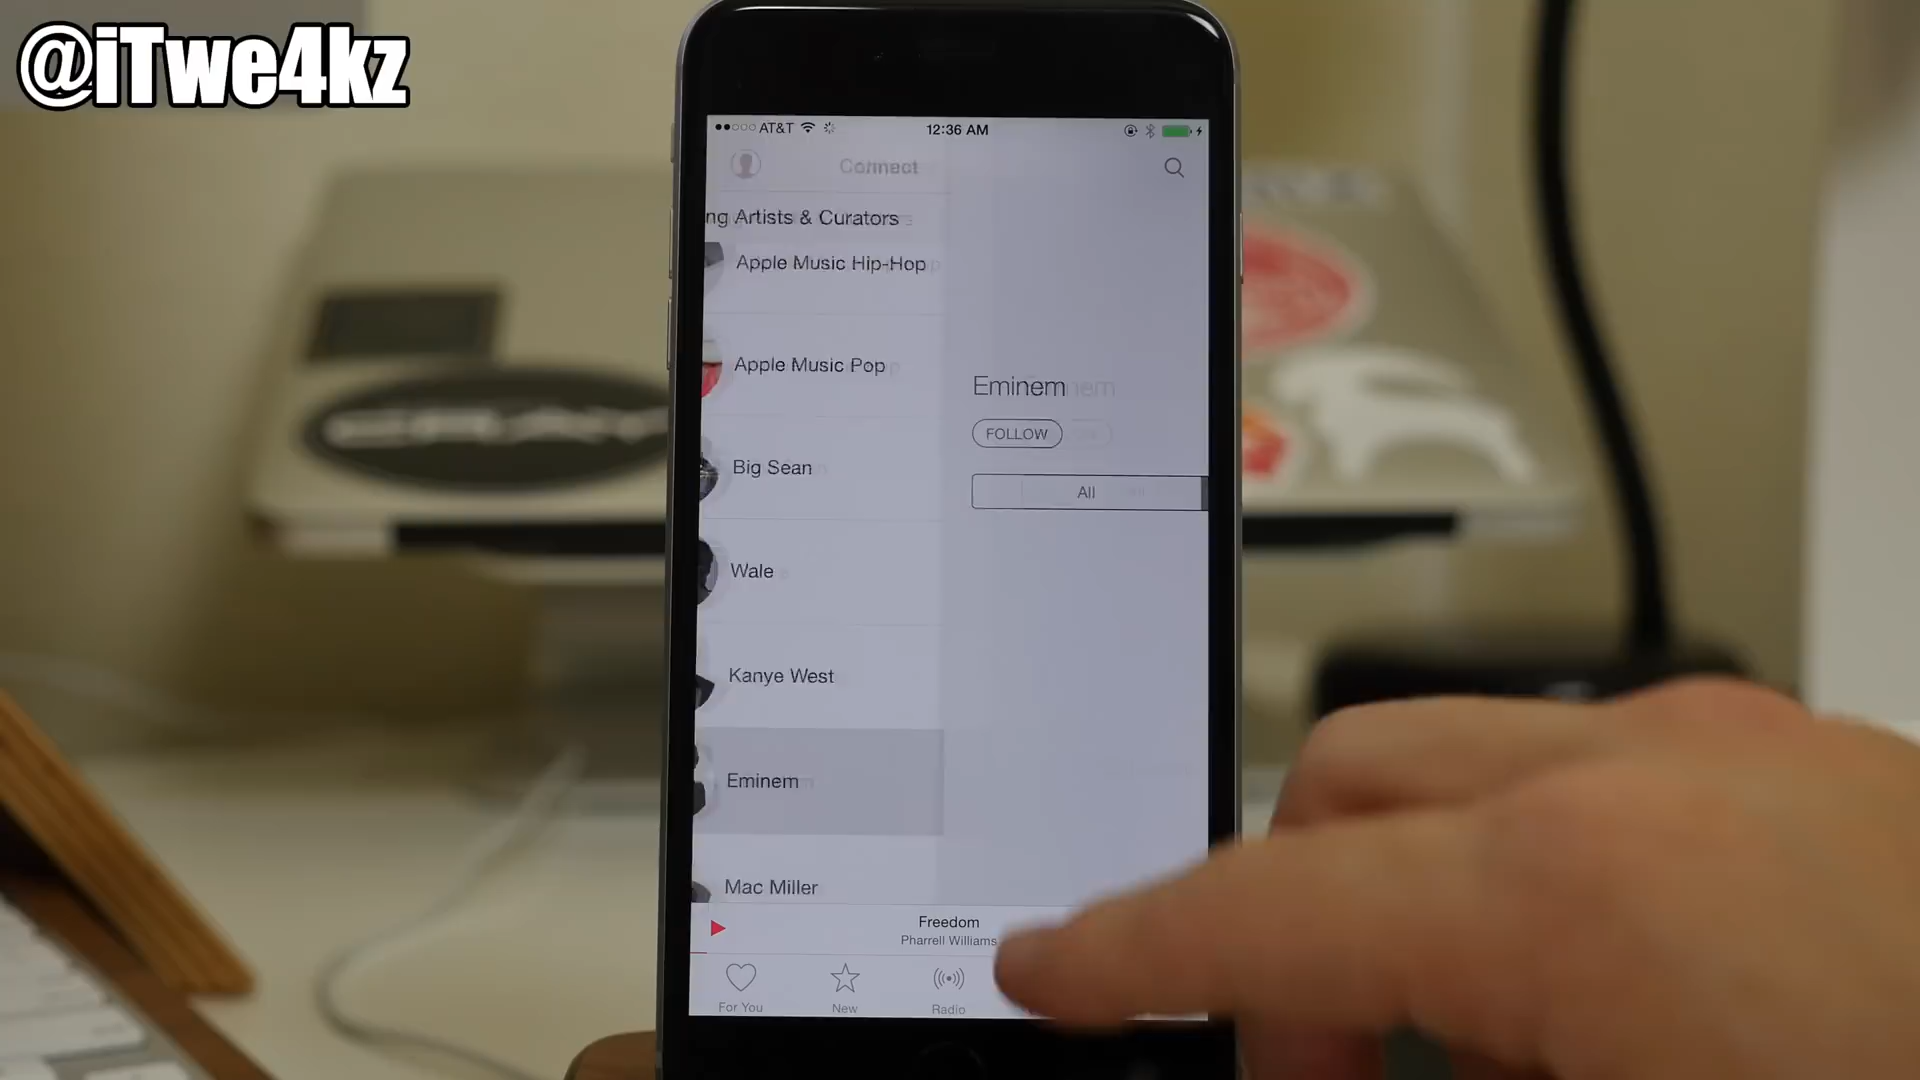 @iTwe4kz
AT&T
12:36 AM
Connect
ng Artists & Curators
Apple Music Hip-Hop
Apple Music Pop
Big Sean
Wale
Kanye West
Eminem
Mac Miller
Eminem
FOLLOW
All
Freedom
Pharrell Williams
For You
New
Radio